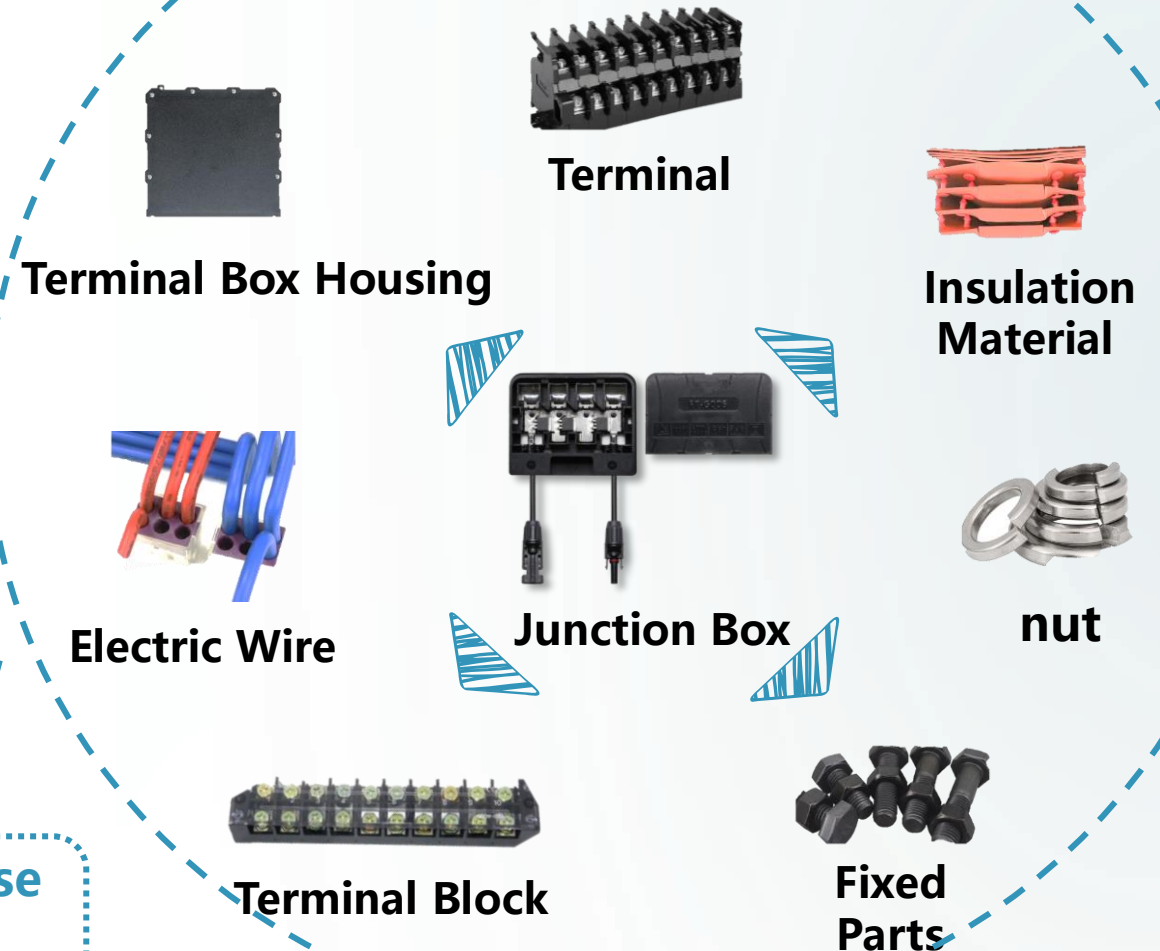 Terminal
Terminal Box Housing
Insulation
Material
Electric Wire
Junction Box
nut
Terminal Block
Fixed
Parts
se